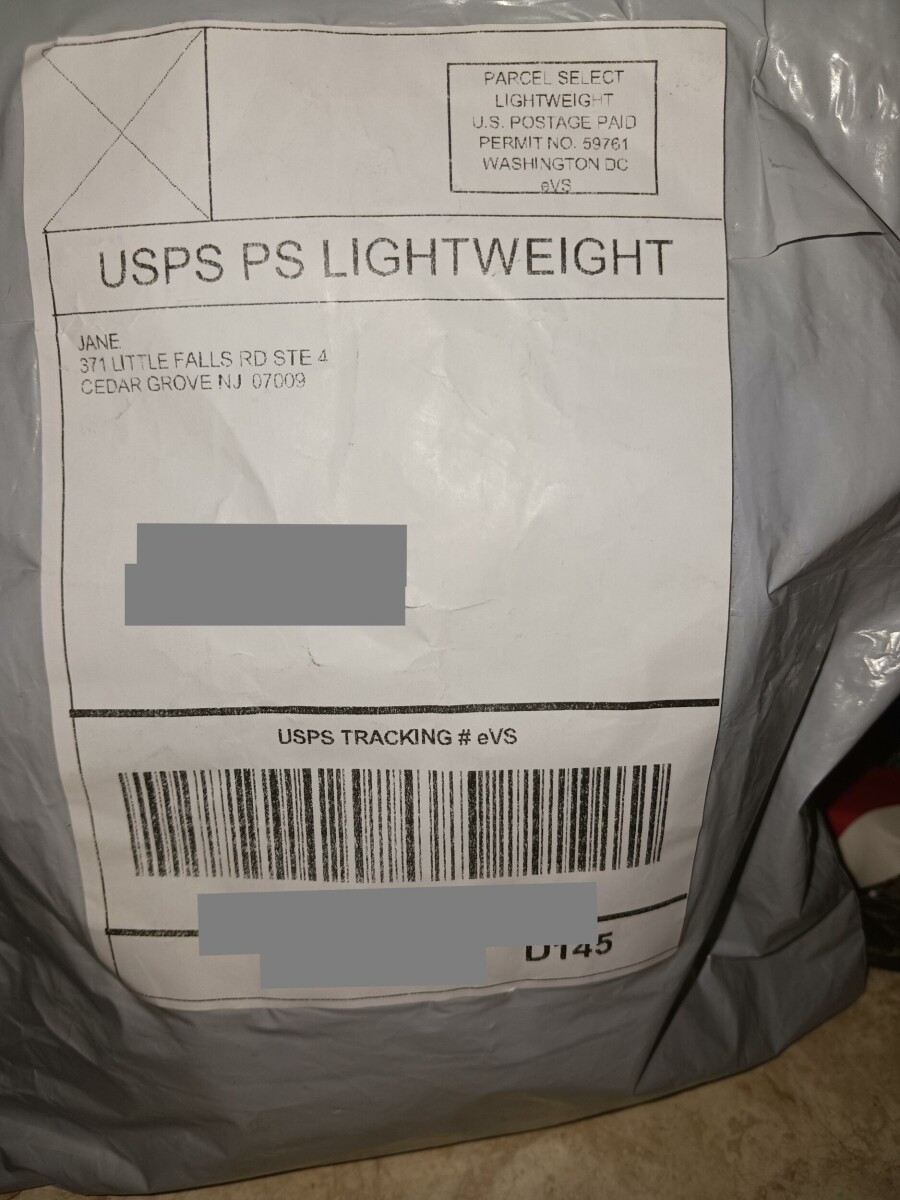 PARCEL SELECT
LIGHTWEIGHT
U.S. POSTAGE PAID
PERMIT NO. 59761
WASHINGTON DC
eVS
USPS PS LIGHTWEIGHT
JANE
371 LITTLE FALLS RD STE 4
CEDAR GROVE NJ 07009
USPS TRACKING # eVS
D145